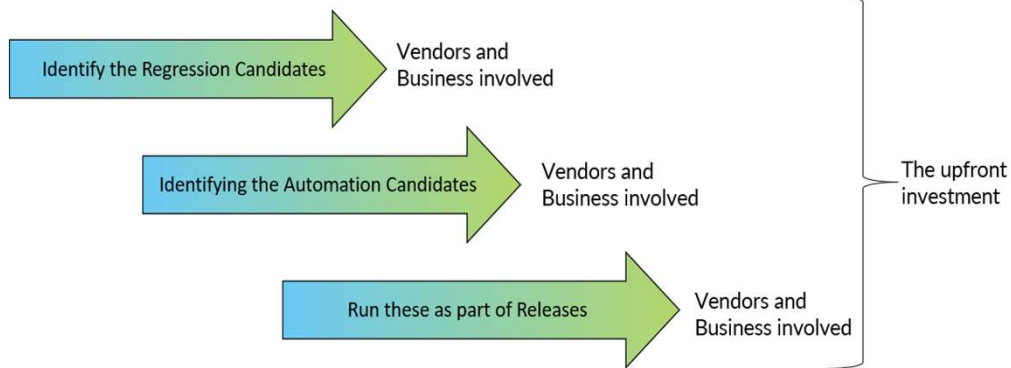 Identify the Regression Candidates
Vendors and
Business involved
Identifying the Automation Candidates
Vendors and
Business involved
Run these as part of Releases
Vendors and
Business involved
The upfront
investment